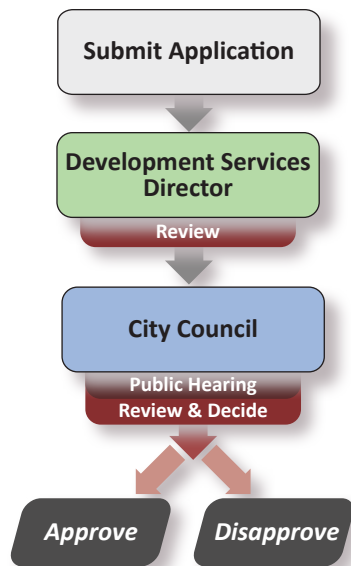 Submit Application
Development Services
Director
Review
City Council
Public Hearing
Review & Decide
Approve
Disapprove